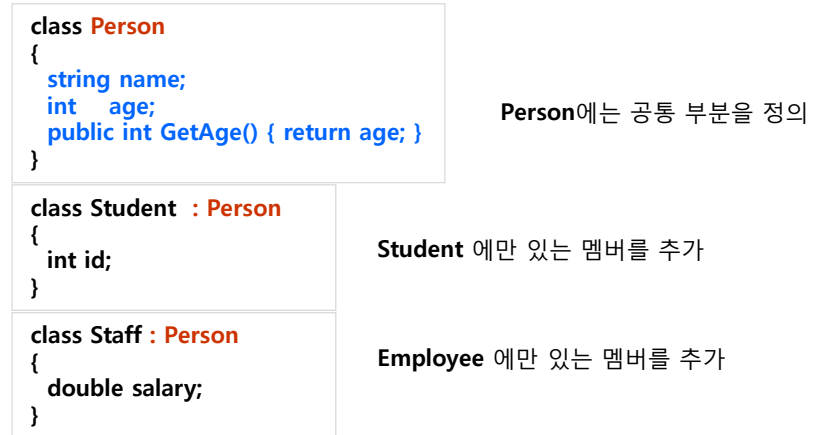 class Person
{
string name;
int age;
public int GetAge() { return age; }
}
Person에는 공통 부분을 정의
class Student : Person
{
int id;
}
Student 에만 있는 멤버를 추가
class Staff : Person
{
double salary;
}
Employee 에만 있는 멤버를 추가